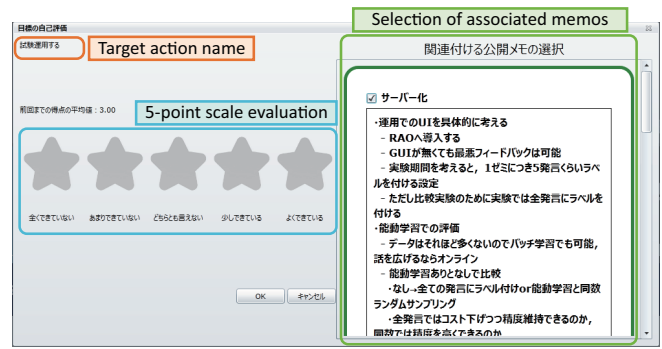 Selection of associated memos
目標の自己評価
試験運用する
Target action name
関連付ける公開メモの選択
前回までの得点の平均値：3.00
5-point scale evaluation
全くできていない
あまりできていない
どちらとも言えない
少しできている
よくできている
OK
キャンセル
サーバー化
・運用でのUIを具体的に考える
- RAOへ導入する
- GUIが無くても最悪フィードバックは可能
- 実験期間を考えると，1ゼミにつき5発言くらいラベ
ルを付ける設定
- ただし比較実験のために実験では全発言にラベルを
付ける
・能動学習での評価
- データはそれほど多くないのでバッチ学習でも可能，
話を広げるならオンライン
- 能動学習ありとなしで比較
・なし→全ての発言にラベル付けor能動学習と同数
ランダムサンプリング
・全発言ではコスト下げつつ精度維持できるのか，
同数では精度を高くできるのか